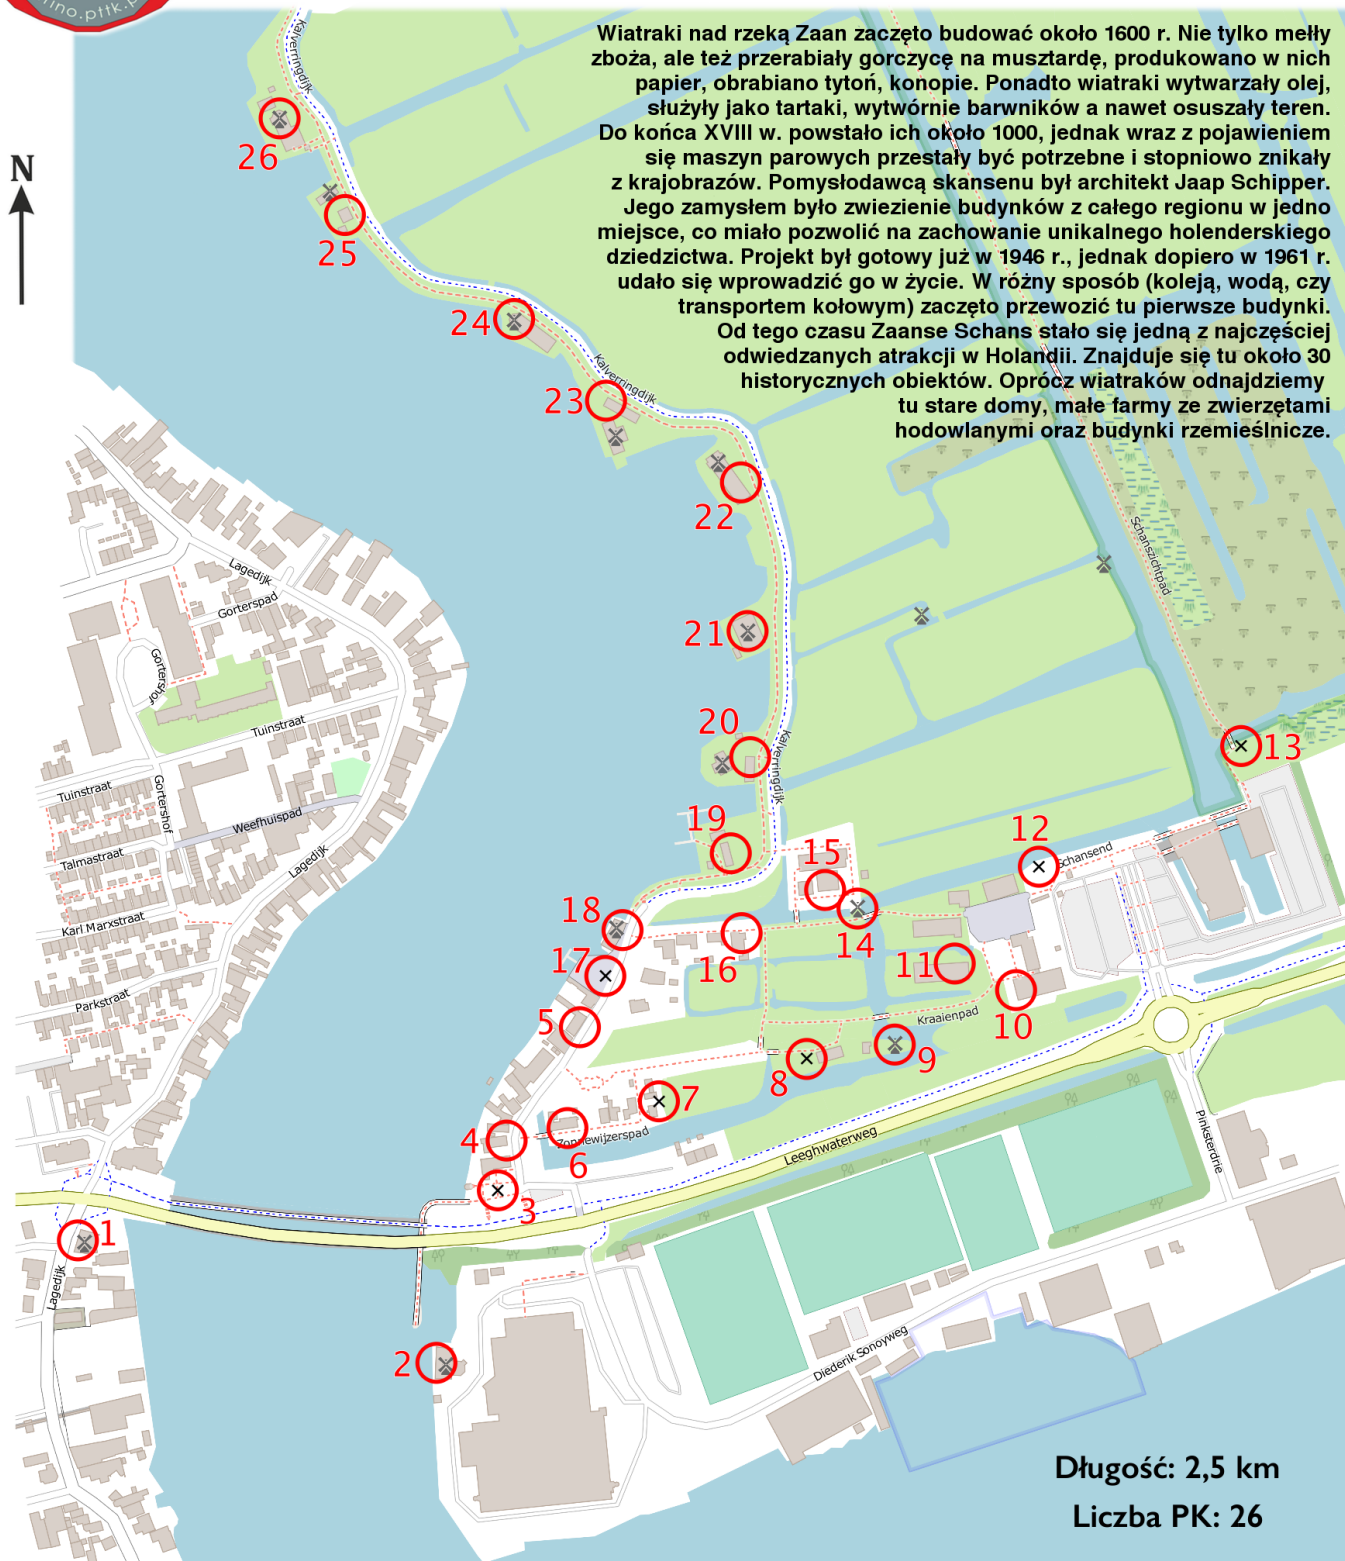 ino.pttk.p
Wiatraki nad rzeką Zaan zaczęto budować około 1600 r. Nie tylko mełły
zboża, ale też przerabiały gorczycę na musztardę, produkowano w nich
papier, obrabiano tytoń, konopie. Ponadto wiatraki wytwarzały olej,
służyły jako tartaki, wytwórnie barwników a nawet osuszały teren.
Do końca XVIII w. powstało ich około 1000, jednak wraz z pojawieniem
się maszyn parowych przestały być potrzebne i stopniowo znikały
z krajobrazów. Pomysłodawcą skansenu był architekt Jaap Schipper.
Jego zamysłem było zwiezienie budynków z całego regionu w jedno
miejsce, co miało pozwolić na zachowanie unikalnego holenderskiego
dziedzictwa. Projekt był gotowy już w 1946 r., jednak dopiero w 1961 r.
udało się wprowadzić go w życie. W różny sposób (koleją, wodą, czy
transportem kołowym) zaczęto przewozić tu pierwsze budynki.
Od tego czasu Zaanse Schans stało się jedną z najczęściej
odwiedzanych atrakcji w Holandii. Znajduje się tu około 30
historycznych obiektów. Oprócz wiatraków odnajdziemy
tu stare domy, małe farmy ze zwierzętami
hodowlanymi oraz budynki rzemieślnicze.
Kalverringdijk
N
26
25
24
Kalverringdijk
23
22
Schanszichtpad
Lagedijk
Gorterspad
21
Gortershof
Tuinstraat
20
Kalverringdijk
13
Tuinstraat
Gortershof
Weefhuispad
19
12
Talmastraat
Lagedijk
15
Schansend
Karl Marxstraat
18
14
17
16
11
Parkstraat
5
Kraaienpad
10
9
8
7
4
Zonnewijzerspad
6
Leeghwaterweg
Pinksterdrie
3
1
Lagedijk
2
Diederik Sonoyweg
Długość: 2,5 km
Liczba PK: 26